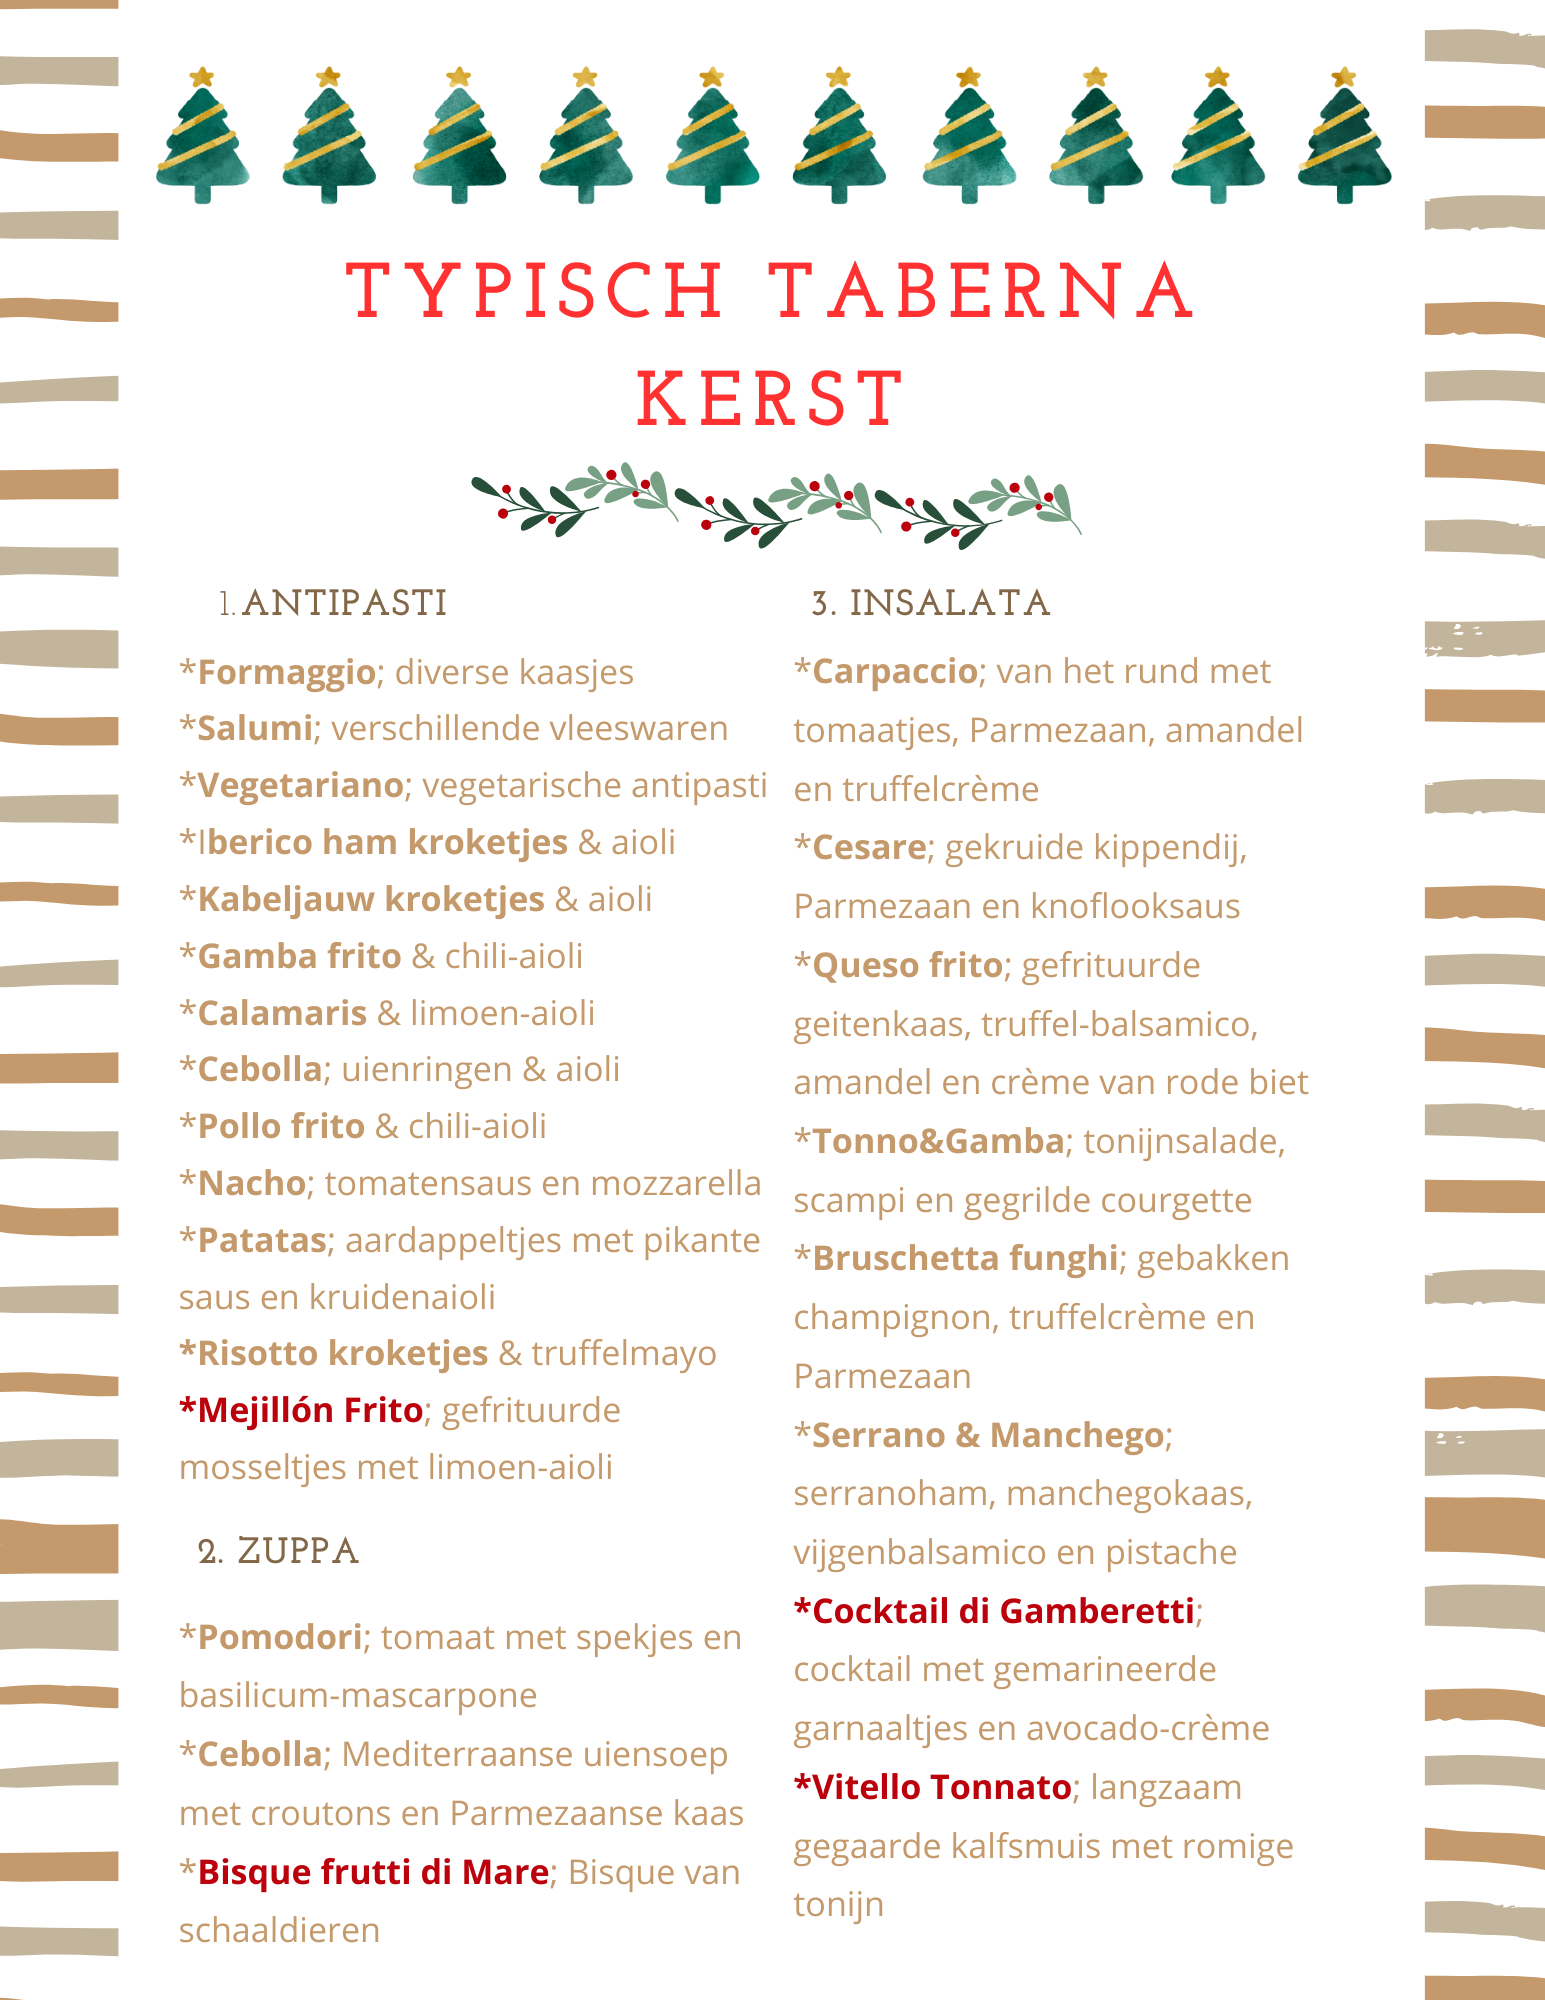 TYPISCH TABERNA
KERST
1. ANTIPASTI
*Formaggio; diverse kaasjes
*Salumi; verschillende vleeswaren
*Vegetariano; vegetarische antipasti
*Iberico ham kroketjes & aioli
*Kabeljauw kroketjes & aioli
*Gamba frito & chili-aioli
*Calamaris & limoen-aioli
*Cebolla; uienringen & aioli
*Pollo frito & chili-aioli
*Nacho; tomatensaus en mozzarella
*Patatas; aardappeltjes met pikante
saus en kruidenaioli
*Risotto kroketjes & truffelmayo
*Mejillón Frito; gefrituurde
mosseltjes met limoen-aioli
2. ZUPPA
*Pomodori; tomaat met spekjes en
basilicum-mascarpone
*Cebolla; Mediterraanse uiensoep
met croutons en Parmezaanse kaas
*Bisque frutti di Mare; Bisque van
schaaldieren
3. INSALATA
*Carpaccio; van het rund met
tomaatjes, Parmezaan, amandel
en truffelcrème
*Cesare; gekruide kippendij,
Parmezaan en knoflooksaus
*Queso frito; gefrituurde
geitenkaas, truffel-balsamico,
amandel en crème van rode biet
*Tonno&Gamba; tonijnsalade,
scampi en gegrilde courgette
*Bruschetta funghi; gebakken
champignon, truffelcrème en
Parmezaan
*Serrano & Manchego;
serranoham, manchegokaas,
vijgenbalsamico en pistache
*Cocktail di Gamberetti;
cocktail met gemarineerde
garnaaltjes en avocado-crème
*Vitello Tonnato; langzaam
gegaarde kalfsmuis met romige
tonijn